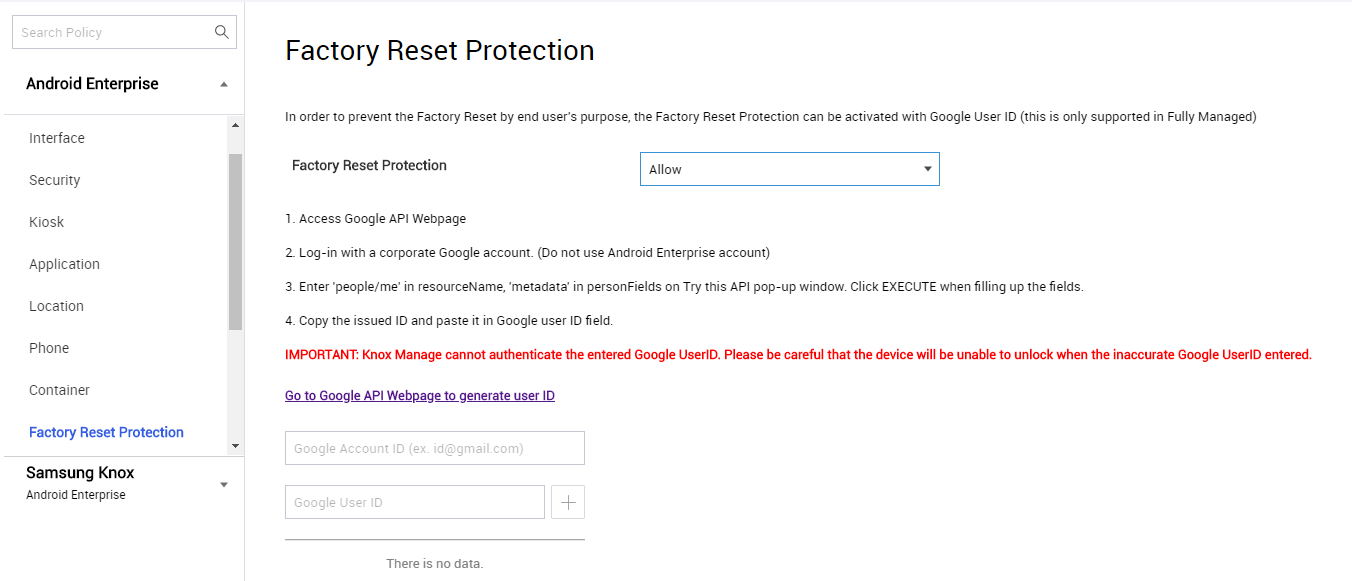 Search Policy
Android Enterprise
Interface
Security
Kiosk
Application
Location
Phone
Container
Factory Reset Protection
Samsung Knox
Android Enterprise
Factory Reset Protection
In order to prevent the Factory Reset by end user's purpose, the Factory Reset Protection can be activated with Google User ID (this is only supported in Fully Managed)
Factory Reset Protection
Allow
1. Access Google API Webpage
2. Log-in with a corporate Google account. (Do not use Android Enterprise account)
3. Enter 'people/me' in resourceName, 'metadata' in personFields on Try this API pop-up window. Click EXECUTE when filling up the fields.
4. Copy the issued ID and paste it in Google user ID field.
IMPORTANT: Knox Manage cannot authenticate the entered Google UserID. Please be careful that the device will be unable to unlock when the inaccurate Google UserID entered.
Go to Google API Webpage to generate user ID
Google Account ID (ex. id@gmail.com)
Google User ID
There is no data.